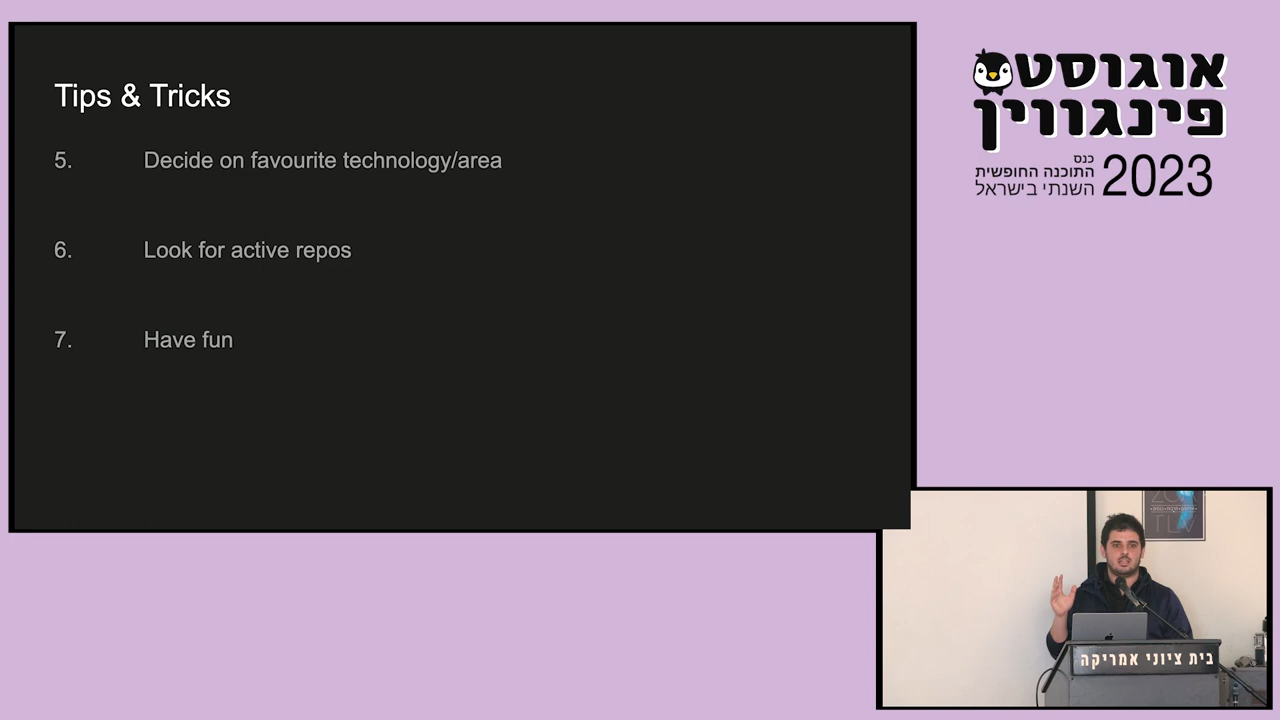 Tips & Tricks
5. Decide on favourite technology/area
6. Look for active repos
7. Have fun
אוגוסט
פינגווין
כנס
התוכנה החופשית
השנתי בישראל
2023
TLV
בית ציוני אמריקה